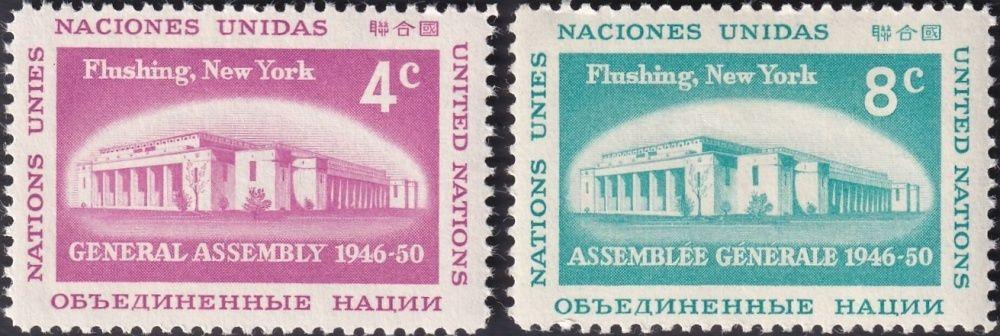 NACIONES UNIDAS 聯合國
NATIONS UNIES
Flushing, New York 4c
UNITED NATIONS
GENERAL ASSEMBLY 1946-50
ОБЪЕДИНЕННЫЕ НАЦИИ
NACIONES UNIDAS 聯合國
NATIONS UNIES
Flushing, New York 8c
UNITED NATIONS
ASSEMBLÉE GÉNÉRALE 1946-50
ОБЪЕДИНЕННЫЕ НАЦИИ